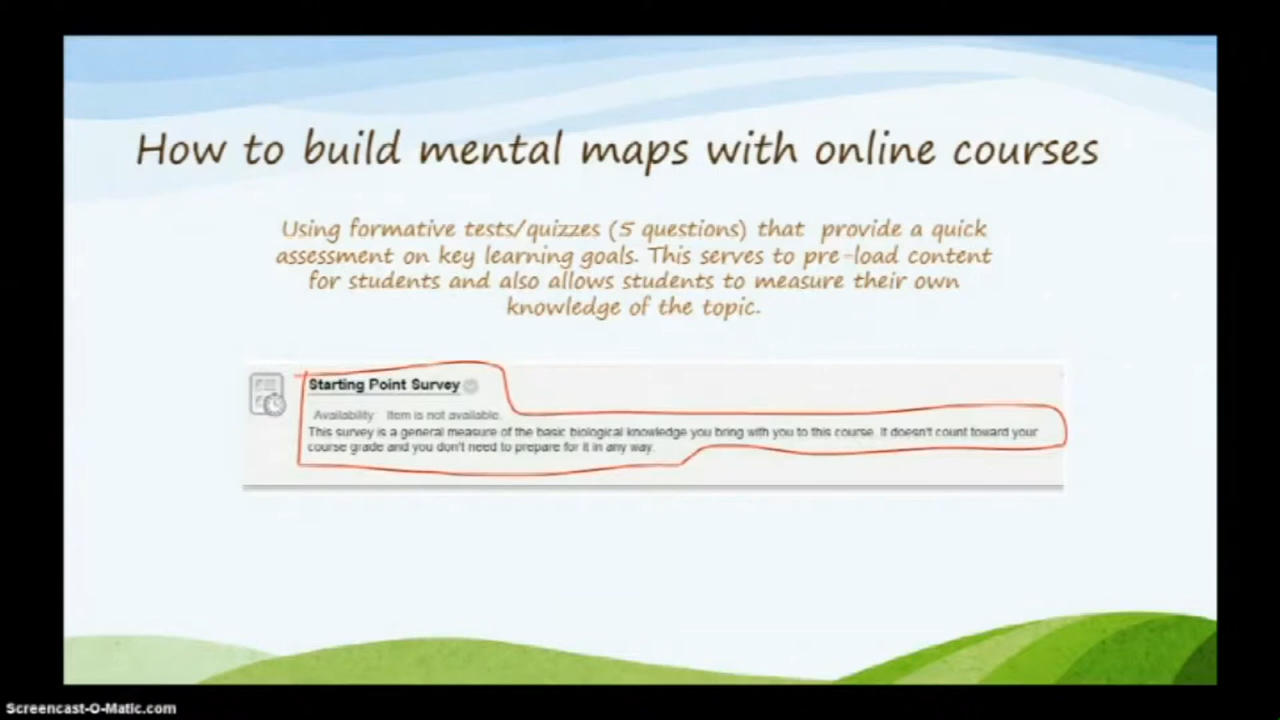 How to build mental maps with online courses
Using formative tests/quizzes (5 questions) that provide a quick
assessment on key learning goals. This serves to pre-load content
for students and also allows students to measure their own
knowledge of the topic.
Starting Point Survey
Availability Item is not available.
This survey is a general measure of the basic biological knowledge you bring with you to this course. It doesn't count toward your
course grade and you don't need to prepare for it in any way.
Screencast-O-Matic.com